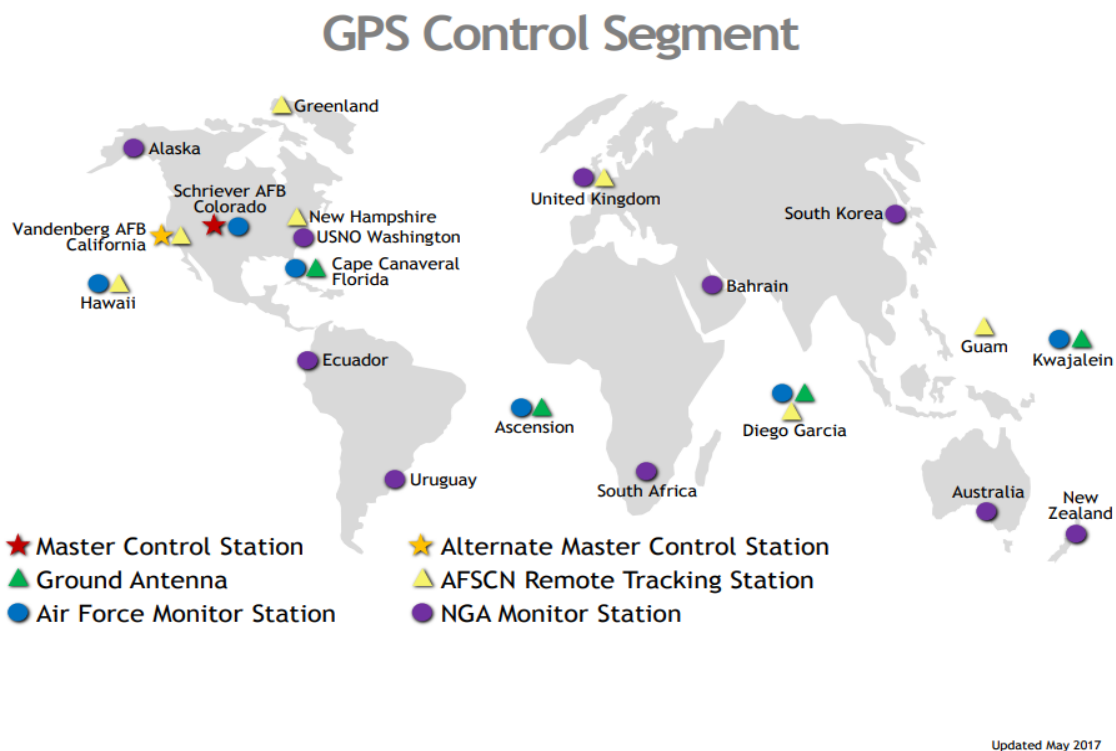 GPS Control Segment
Greenland
Alaska
Schriever AFB
Colorado
Vandenberg AFB
California
New Hampshire
USNO Washington
Cape Canaveral
Florida
Hawaii
United Kingdom
South Korea
Bahrain
Guam
Kwajalein
Ecuador
Ascension
Diego Garcia
Uruguay
South Africa
Australia
New
Zealand
Master Control Station
Alternate Master Control Station
Ground Antenna
AFSCN Remote Tracking Station
Air Force Monitor Station
NGA Monitor Station
Updated May 2017